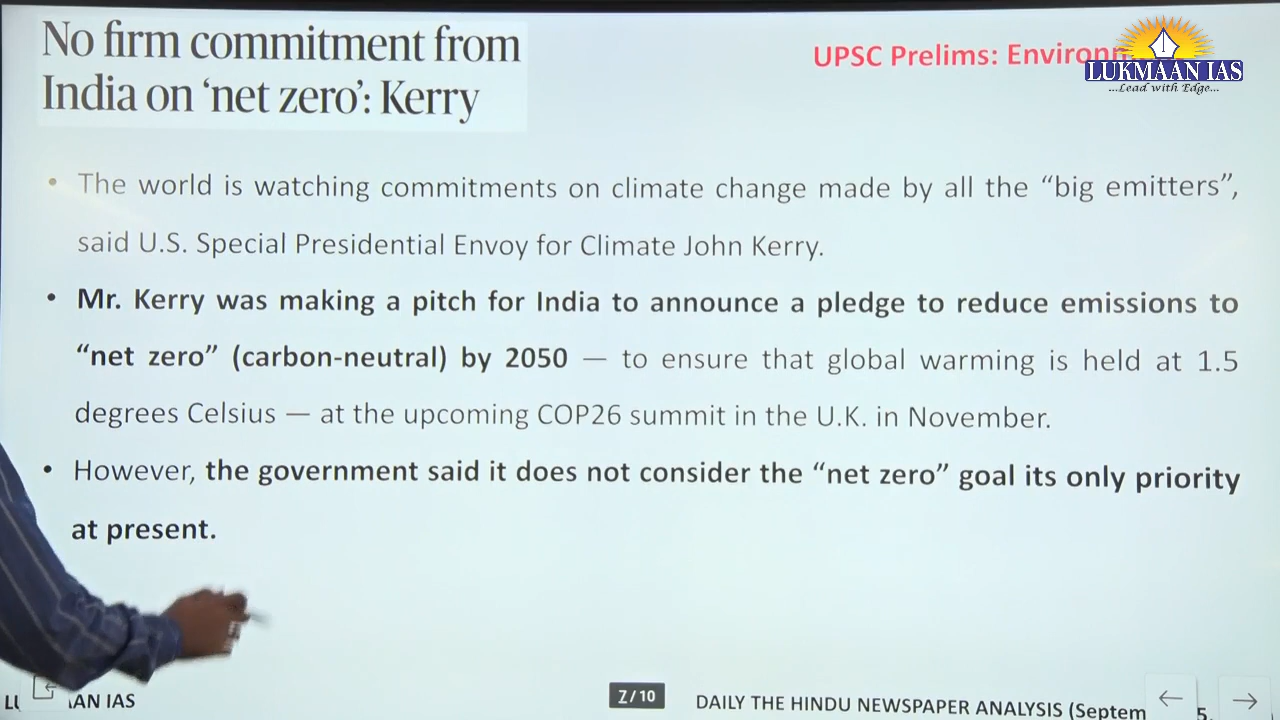 No firm commitment from
India on ‘net zero’: Kerry
UPSC Prelims:
LUKMAAN IAS
...Lead with Edge...
• The world is watching commitments on climate change made by all the “big emitters”,
said U.S. Special Presidential Envoy for Climate John Kerry.
• Mr. Kerry was making a pitch for India to announce a pledge to reduce emissions to
“net zero” (carbon-neutral) by 2050 — to ensure that global warming is held at 1.5
degrees Celsius — at the upcoming COP26 summit in the U.K. in November.
• However, the government said it does not consider the “net zero” goal its only priority
at present.
IAS
7/10
DAILY THE HINDU NEWSPAPER ANALYSIS (Septem